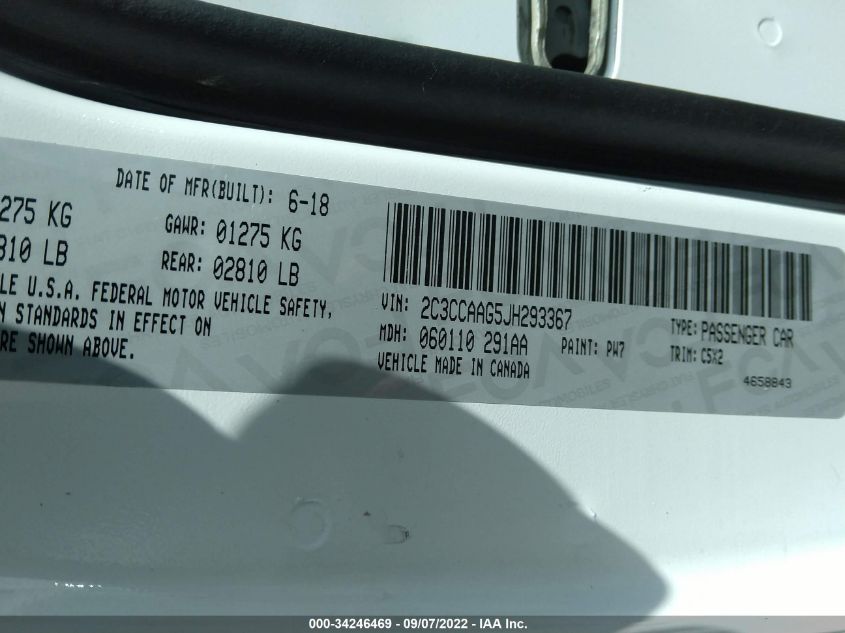 DATE OF MFR(BUILT): 6-18
275 KG GAWR: 01275 KG
810 LB REAR: 02810 LB
LE U.S.A. FEDERAL MOTOR VEHICLE SAFETY,
N STANDARDS IN EFFECT ON
RE SHOWN ABOVE.
VIN: 2C3CCAAG5JH293367
TYPE: PASSENGER CAR
MDH: 060110 291AA PAINT: PW7
TRIM: C5X2
VEHICLE MADE IN CANADA
4658843
000-34246469 - 09/07/2022 - IAA Inc.